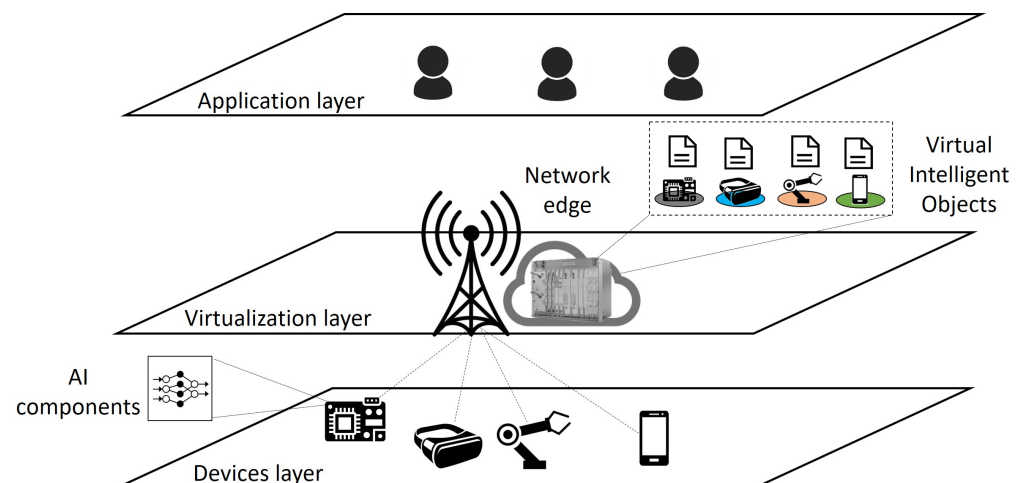 Application layer
Virtual
Intelligent
Objects
Network
edge
Virtualization layer
AI
components
Devices layer